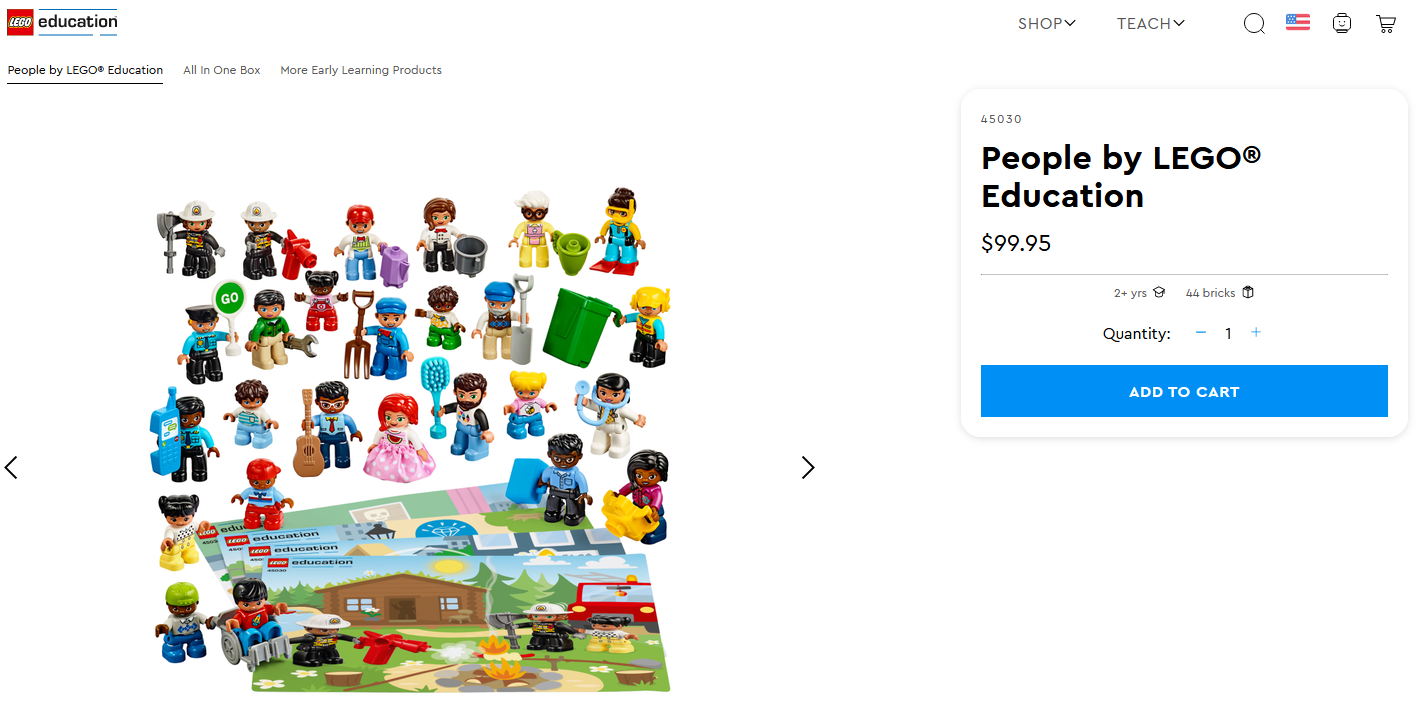 LEGO education
SHOP
TEACH
People by LEGO® Education
All In One Box
More Early Learning Products
45030
People by LEGO®
Education
$99.95
2+ yrs
44 bricks
Quantity:
1
ADD TO CART
GO
LEGO
LEGO education
LEGO education
LEGO education
45030